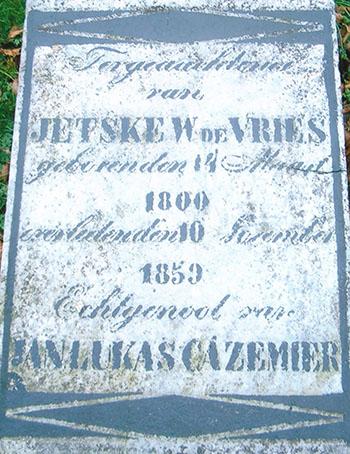 Ter gedachtenis
van
JETSKE W. DE VRIES
geboren den 14 Maart
1800
overleden den 10 December
1859
Echtgenoot van
JAN LUKAS CAZEMIER